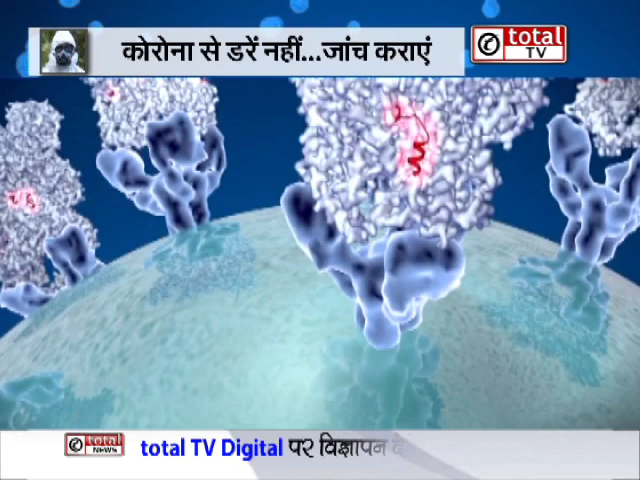 कोरोना से डरें नहीं...जांच कराएं
total
TV
total
NEWS
total TV Digital पर विज्ञापन